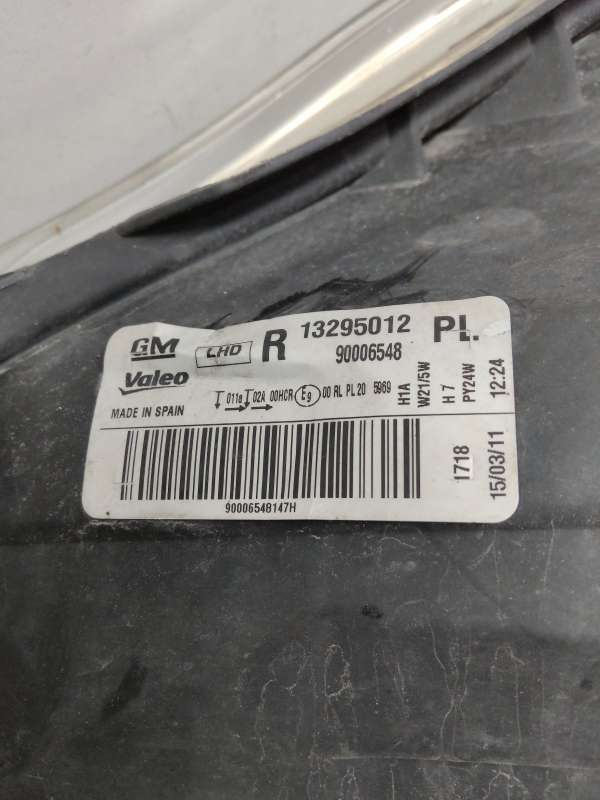 GM LHD R 13295012 PL.
90006548
Valeo
MADE IN SPAIN
011a 02A 00HCR E9 00 RL PL 20 5969
H1A
W21/5W
H 7
PY24W
12:24
1718
15/03/11
90006548147H